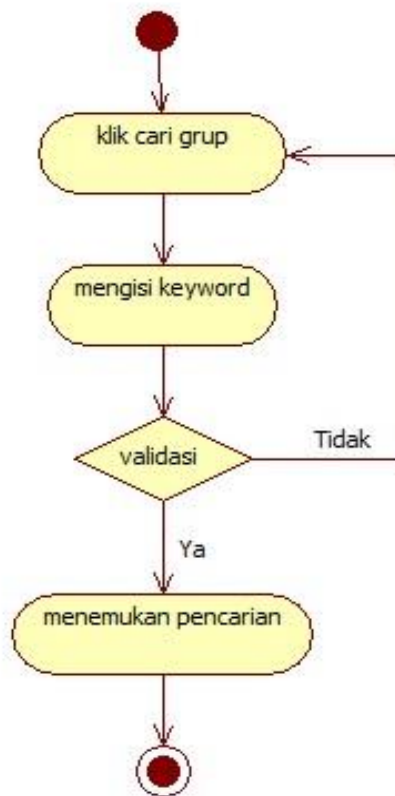 klik cari grup
mengisi keyword
validasi
Tidak
Ya
menemukan pencarian